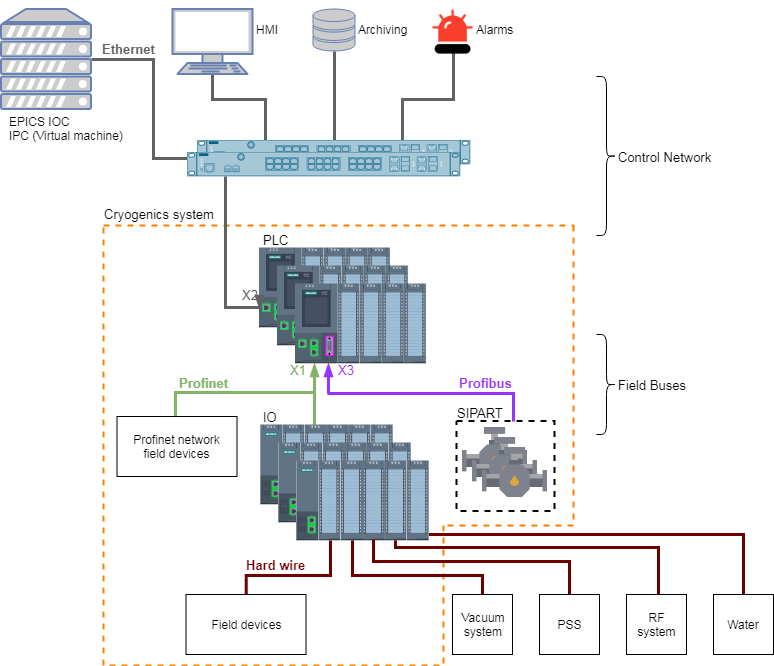 HMI
Archiving
Alarms
Ethernet
EPICS IOC
IPC (Virtual machine)
Control Network
Cryogenics system
PLC
X2
X1
X3
Profinet
Profibus
Field Buses
Profinet network
field devices
IO
SIPART
Hard wire
Field devices
Vacuum
system
PSS
RF
system
Water